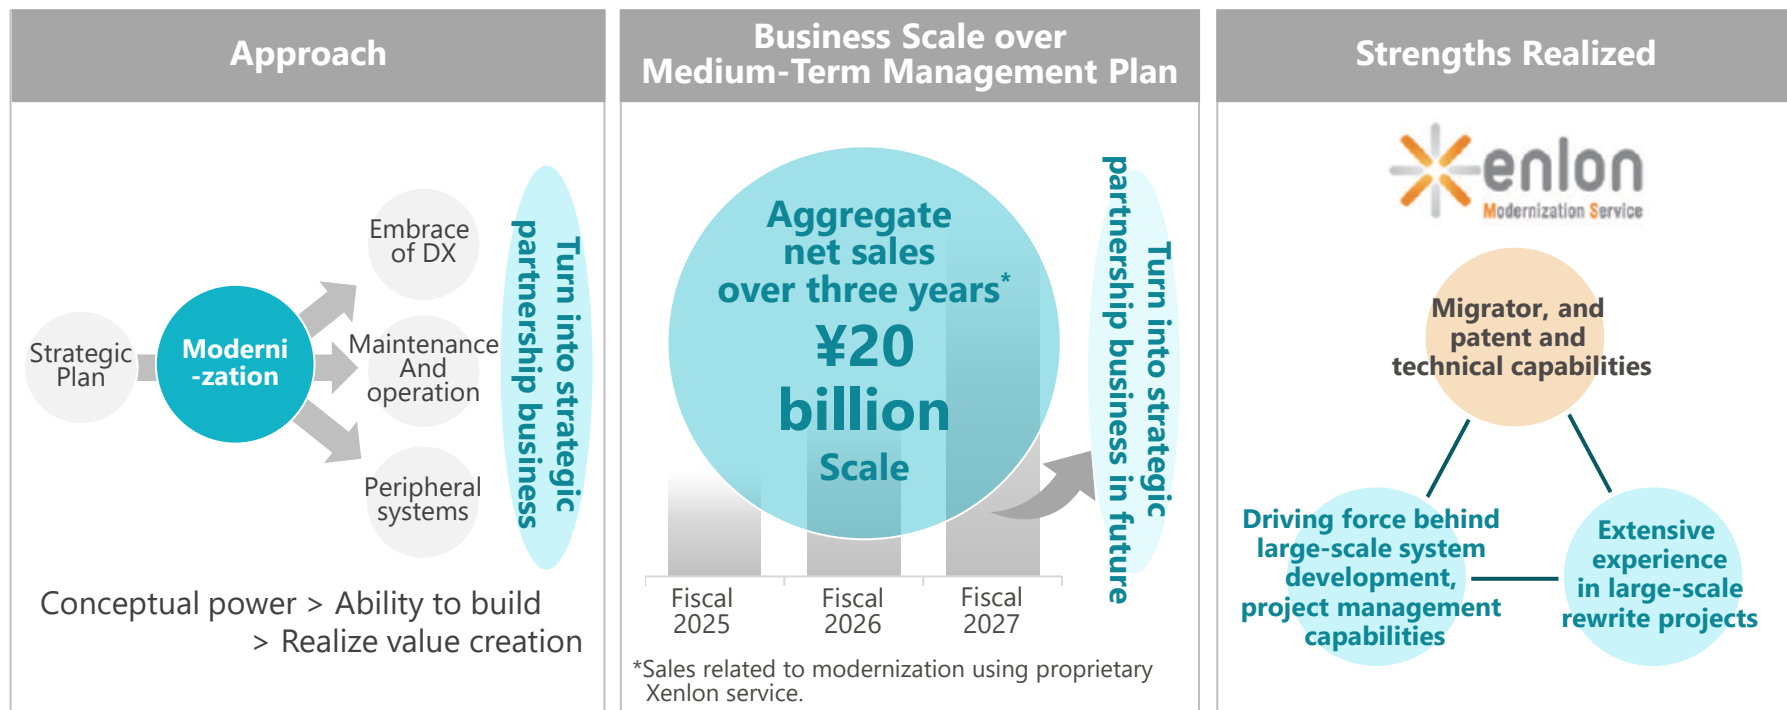 Approach
Strategic
Plan
Moderni
-zation
Embrace
of DX
Maintenance
And
operation
Peripheral
systems
Turn into strategic
partnership business
Conceptual power > Ability to build
> Realize value creation
Business Scale over
Medium-Term Management Plan
Aggregate
net sales
over three years*
¥20
billion
Scale
Turn into strategic
partnership business in future
Fiscal
2025
Fiscal
2026
Fiscal
2027
*Sales related to modernization using proprietary
Xenlon service.
Strengths Realized
Xenlon
Modernization Service
Migrator, and
patent and
technical capabilities
Driving force behind
large-scale system
development,
project management
capabilities
Extensive
experience
in large-scale
rewrite projects